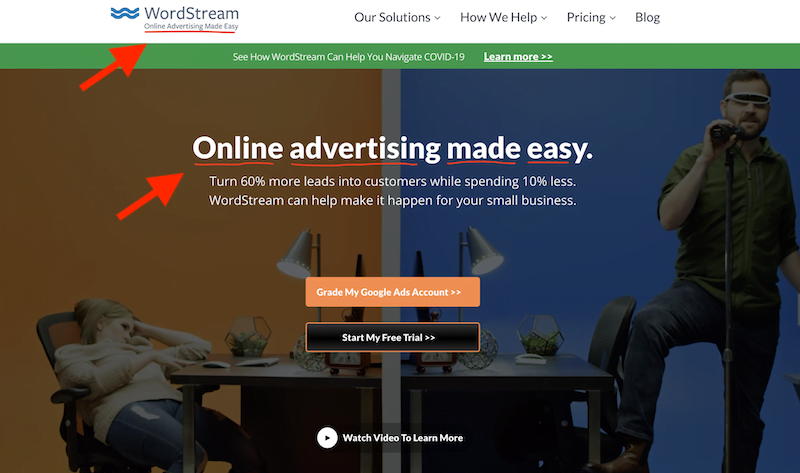 WordStream
Online Advertising Made Easy
Our Solutions How We Help Pricing Blog
See How WordStream Can Help You Navigate COVID-19 Learn more >>
Online advertising made easy.
Turn 60% more leads into customers while spending 10% less.
WordStream can help make it happen for your small business.
Grade My Google Ads Account >>
Start My Free Trial >>
Watch Video To Learn More